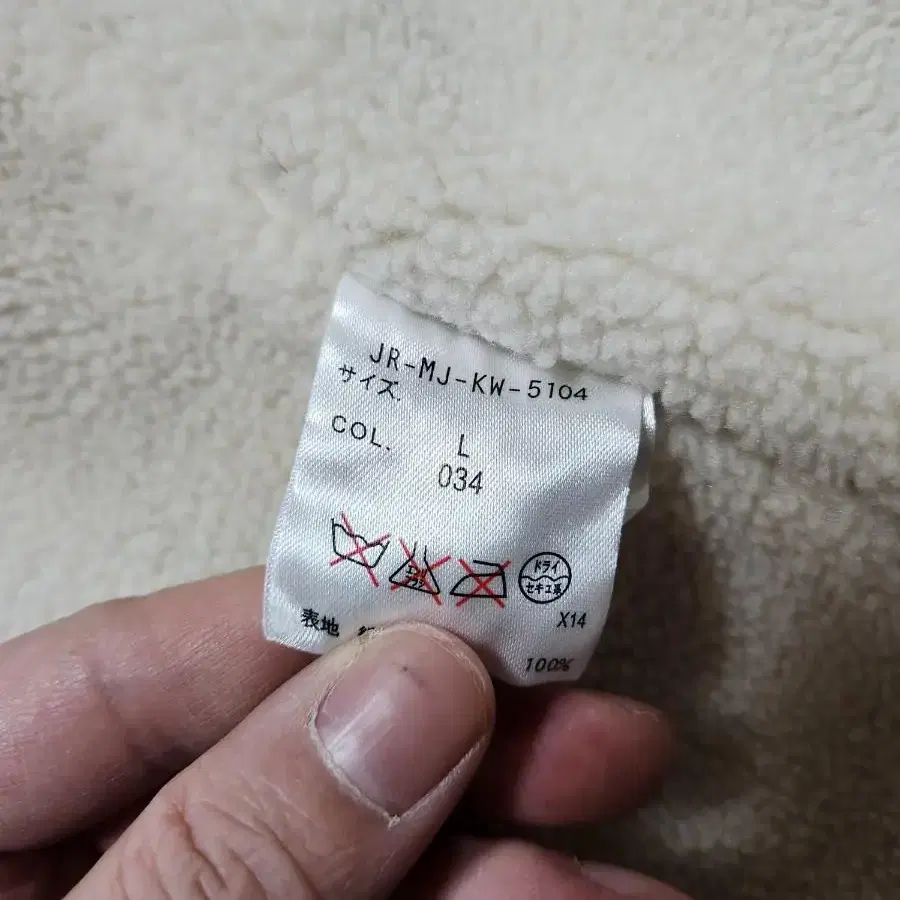 JR-MJ-KW-5104
サイズ.
L
COL.
034
ドライ
セキユ系
X14
表地
100%